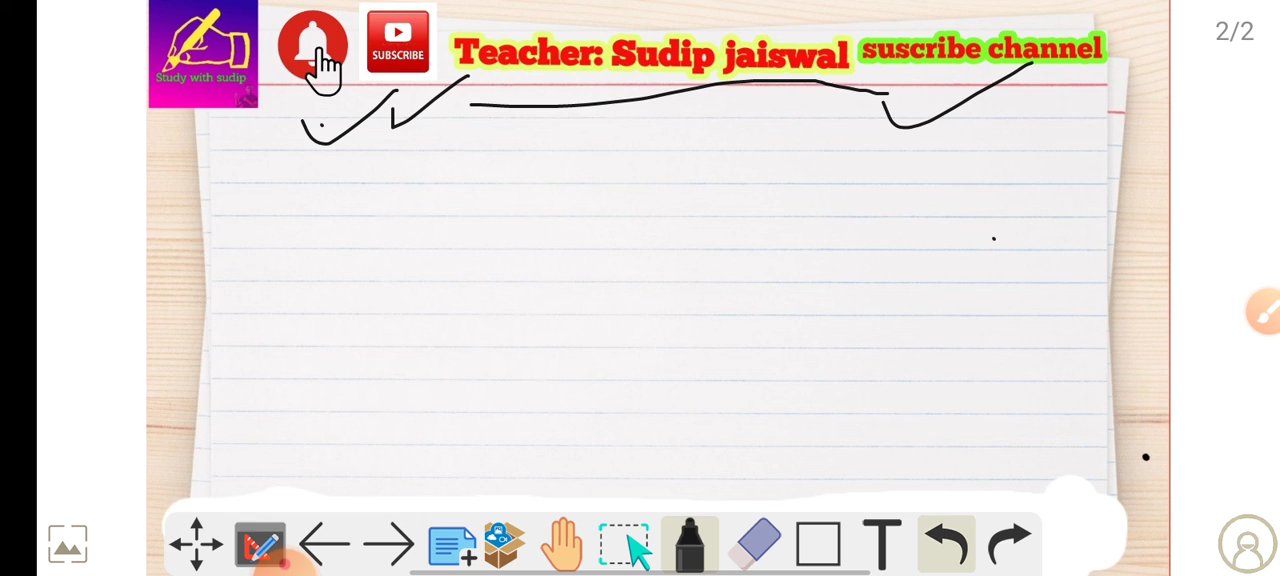 Study with sudip
SUBSCRIBE
Teacher: Sudip jaiswal
suscribe channel
2/2
T